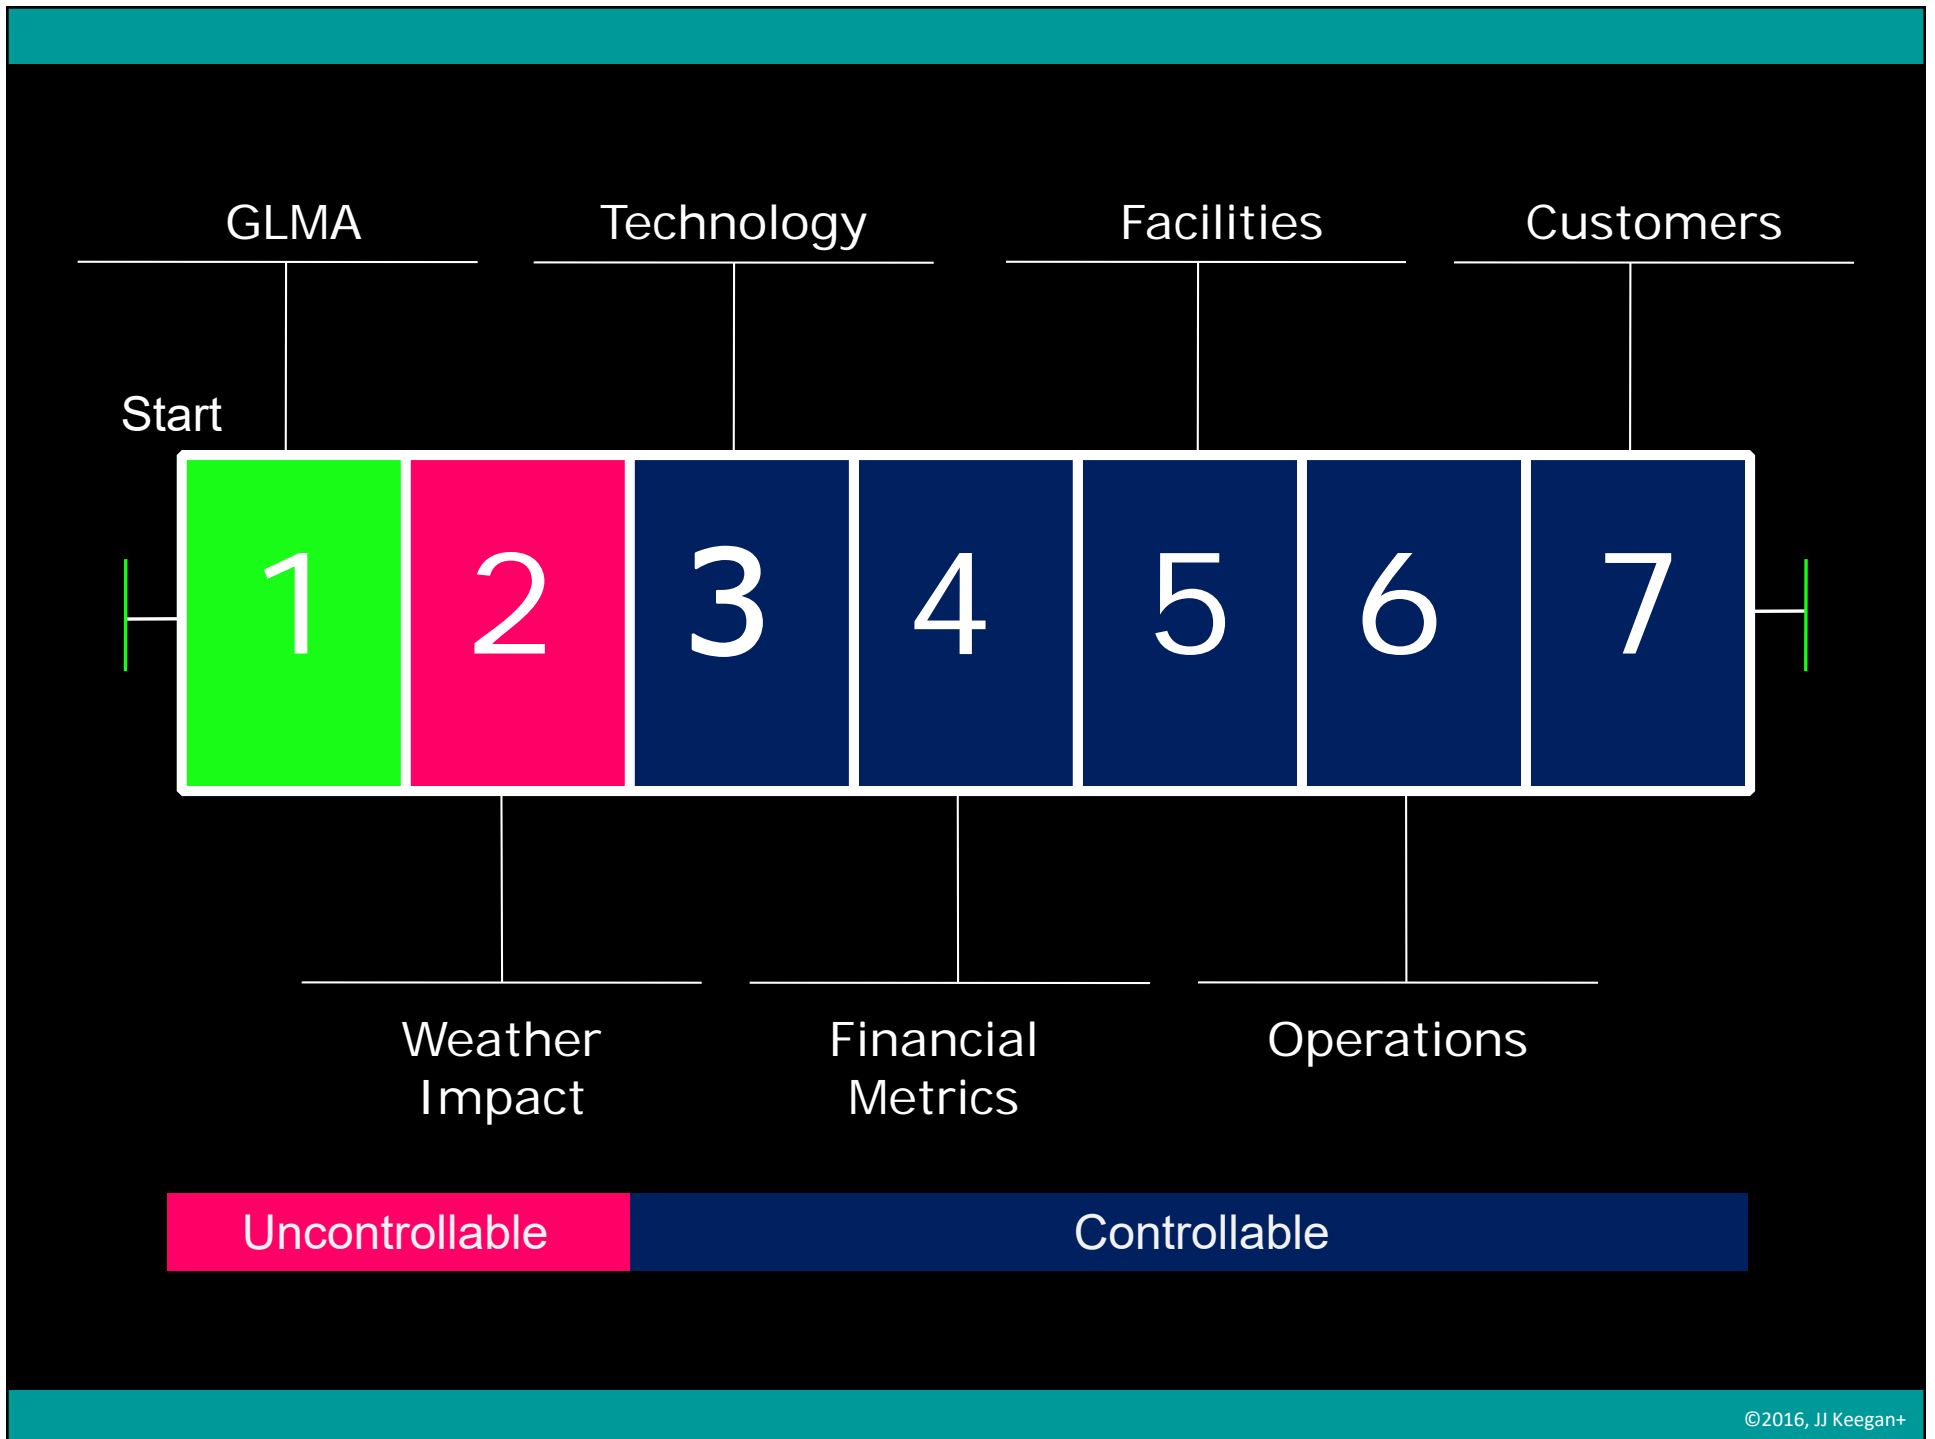 GLMA
Technology
Facilities
Customers
Start
1
2
3
4
5
6
7
Weather
Impact
Financial
Metrics
Operations
Uncontrollable
Controllable
©2016, JJ Keegan+